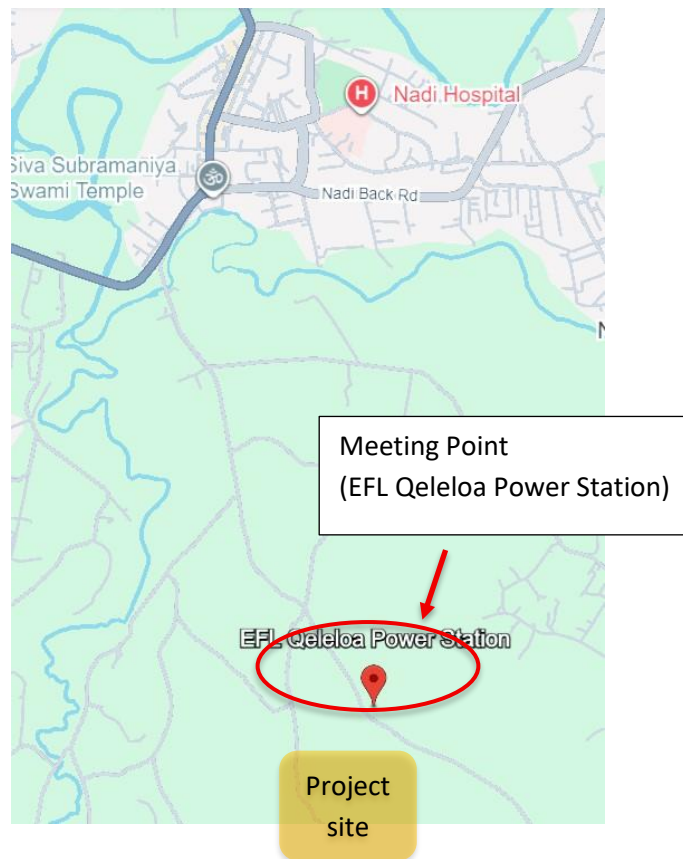 H
Nadi Hospital
Siva Subramaniya
Swami Temple
ॐ
Nadi Back Rd
N
Meeting Point
(EFL Qeleloa Power Station)
EFL Qeleloa Power Station
Project
site